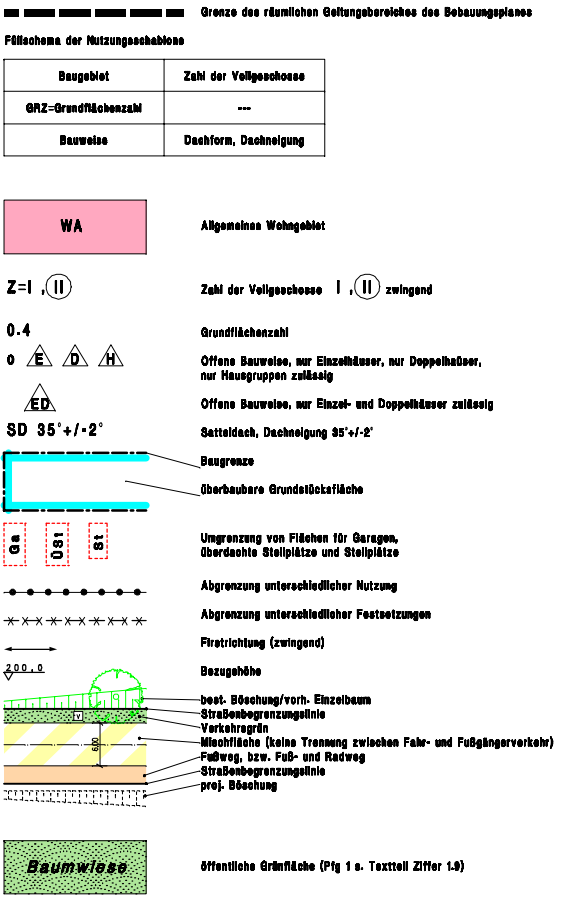 Grenze des räumlichen Geltungsbereiches des Bebauungsplanes
Füllschema der Nutzungsschablone
Baugebiet Zahl der Vollgeschosse
GRZ=Grundflächenzahl ---
Bauweise Dachform, Dachneigung
WA Allgemeines Wohngebiet
Z=I , II Zahl der Vollgeschosse I , II zwingend
0.4 Grundflächenzahl
o E D H Offene Bauweise, nur Einzelhäuser, nur Doppelhäuser,
nur Hausgruppen zulässig
ED Offene Bauweise, nur Einzel- und Doppelhäuser zulässig
SD 35°+/-2° Satteldach, Dachneigung 35°+/-2°
Baugrenze
überbaubare Grundstücksfläche
Ga ÜSt St Umgrenzung von Flächen für Garagen,
überdachte Stellplätze und Stellplätze
Abgrenzung unterschiedlicher Nutzung
Abgrenzung unterschiedlicher Festsetzungen
Firstrichtung (zwingend)
200.0 Bezugshöhe
best. Böschung/vorh. Einzelbaum
Straßenbegrenzungslinie
V Verkehrsgrün
6.00 Mischfläche (keine Trennung zwischen Fahr- und Fußgängerverkehr)
Fußweg, bzw. Fuß- und Radweg
Straßenbegrenzungslinie
proj. Böschung
Baumwiese öffentliche Grünfläche (Pfg 1 s. Textteil Ziffer 1.9)